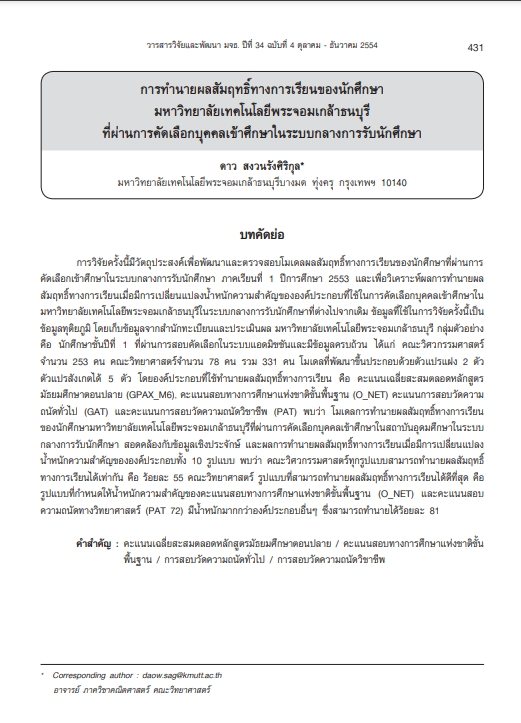 วารสารวิจัยและพัฒนา มจธ. ปีที่ 34 ฉบับที่ 4 ตุลาคม - ธันวาคม 2554
431
การทำนายผลสัมฤทธิ์ทางการเรียนของนักศึกษา
มหาวิทยาลัยเทคโนโลยีพระจอมเกล้าธนบุรี
ที่ผ่านการคัดเลือกบุคคลเข้าศึกษาในระบบกลางการรับนักศึกษา
ดาว สงวนรังศิริกุล*
มหาวิทยาลัยเทคโนโลยีพระจอมเกล้าธนบุรีบางมด ทุ่งครุ กรุงเทพฯ 10140
บทคัดย่อ
การวิจัยครั้งนี้มีวัตถุประสงค์เพื่อพัฒนาและตรวจสอบโมเดลผลสัมฤทธิ์ทางการเรียนของนักศึกษาที่ผ่านการ
คัดเลือกเข้าศึกษาในระบบกลางการรับนักศึกษา ภาคเรียนที่ 1 ปีการศึกษา 2553 และเพื่อวิเคราะห์ผลการทำนายผล
สัมฤทธิ์ทางการเรียนเมื่อมีการเปลี่ยนแปลงน้ำหนักความสำคัญขององค์ประกอบที่ใช้ในการคัดเลือกบุคคลเข้าศึกษาใน
มหาวิทยาลัยเทคโนโลยีพระจอมเกล้าธนบุรีในระบบกลางการรับนักศึกษาที่ต่างไปจากเดิม ข้อมูลที่ใช้ในการวิจัยครั้งนี้เป็น
ข้อมูลทุติยภูมิ โดยเก็บข้อมูลจากสำนักทะเบียนและประเมินผล มหาวิทยาลัยเทคโนโลยีพระจอมเกล้าธนบุรี กลุ่มตัวอย่าง
คือ นักศึกษาชั้นปีที่ 1 ที่ผ่านการสอบคัดเลือกในระบบแอดมิชชันและมีข้อมูลครบถ้วน ได้แก่ คณะวิศวกรรมศาสตร์
จำนวน 253 คน คณะวิทยาศาสตร์จำนวน 78 คน รวม 331 คน โมเดลที่พัฒนาขึ้นประกอบด้วยตัวแปรแฝง 2 ตัว
ตัวแปรสังเกตได้ 5 ตัว โดยองค์ประกอบที่ใช้ทำนายผลสัมฤทธิ์ทางการเรียน คือ คะแนนเฉลี่ยสะสมตลอดหลักสูตร
มัธยมศึกษาตอนปลาย (GPAX_M6), คะแนนสอบทางการศึกษาแห่งชาติขั้นพื้นฐาน (O_NET) คะแนนการสอบวัดความ
ถนัดทั่วไป (GAT) และคะแนนการสอบวัดความถนัดวิชาชีพ (PAT) พบว่า โมเดลการทำนายผลสัมฤทธิ์ทางการเรียน
ของนักศึกษามหาวิทยาลัยเทคโนโลยีพระจอมเกล้าธนบุรีที่ผ่านการคัดเลือกบุคคลเข้าศึกษาในสถาบันอุดมศึกษาในระบบ
กลางการรับนักศึกษา สอดคล้องกับข้อมูลเชิงประจักษ์ และผลการทำนายผลสัมฤทธิ์ทางการเรียนเมื่อมีการเปลี่ยนแปลง
น้ำหนักความสำคัญขององค์ประกอบทั้ง 10 รูปแบบ พบว่า คณะวิศวกรรมศาสตร์ทุกรูปแบบสามารถทำนายผลสัมฤทธิ์
ทางการเรียนได้เท่ากัน คือ ร้อยละ 55 คณะวิทยาศาสตร์ รูปแบบที่สามารถทำนายผลสัมฤทธิ์ทางการเรียนได้ดีที่สุด คือ
รูปแบบที่กำหนดให้น้ำหนักความสำคัญของคะแนนสอบทางการศึกษาแห่งชาติขั้นพื้นฐาน (O_NET) และคะแนนสอบ
ความถนัดทางวิทยาศาสตร์ (PAT 72) มีน้ำหนักมากกว่าองค์ประกอบอื่นๆ ซึ่งสามารถทำนายได้ร้อยละ 81
คำสำคัญ : คะแนนเฉลี่ยสะสมตลอดหลักสูตรมัธยมศึกษาตอนปลาย / คะแนนสอบทางการศึกษาแห่งชาติขั้น
พื้นฐาน / การสอบวัดความถนัดทั่วไป / การสอบวัดความถนัดวิชาชีพ
* Corresponding author : daow.sag@kmutt.ac.th
อาจารย์ ภาควิชาคณิตศาสตร์ คณะวิทยาศาสตร์